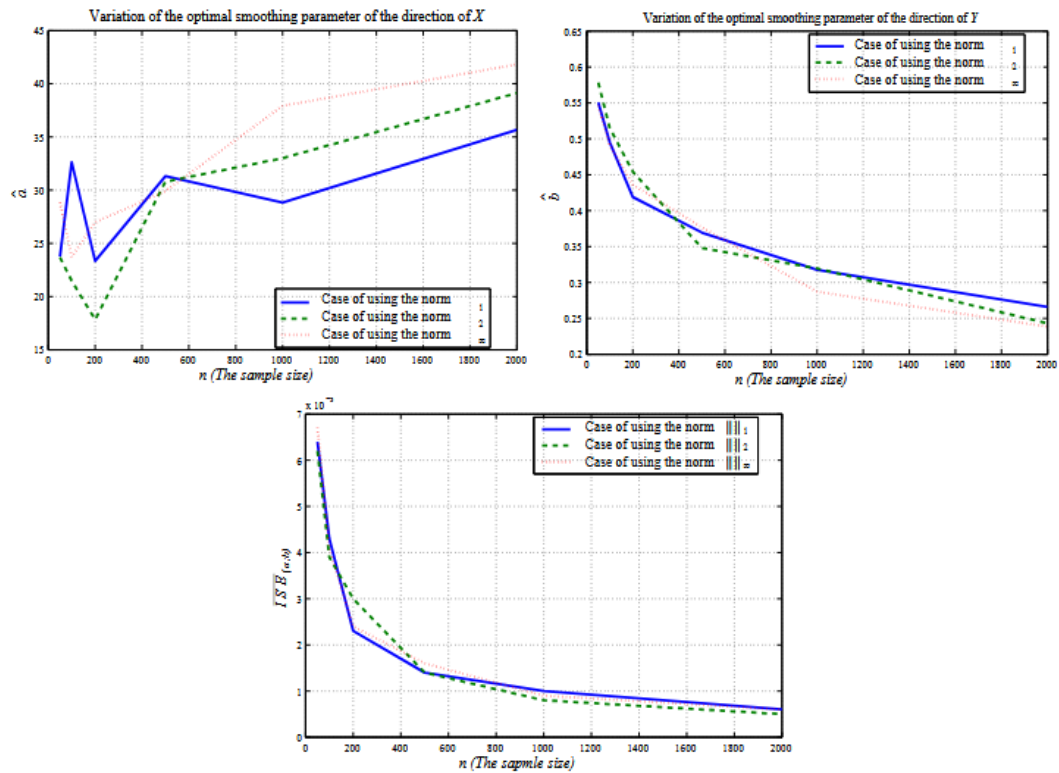 Variation of the optimal smoothing parameter of the direction of X
45
40
35
30
25
20
15
â
0 200 400 600 800 1000 1200 1400 1600 1800 2000
n (The sample size)
Case of using the norm 1
Case of using the norm 2
Case of using the norm ∞
Variation of the optimal smoothing parameter of the direction of Y
0.65
0.6
0.55
0.5
0.45
0.4
0.35
0.3
0.25
0.2
b̂
0 200 400 600 800 1000 1200 1400 1600 1800 2000
n (The sample size)
Case of using the norm 1
Case of using the norm 2
Case of using the norm ∞
7
6
5
4
3
2
1
0
0 200 400 600 800 1000 1200 1400 1600 1800 2000
n (The sapmle size)
Case of using the norm ‖‖ 1
Case of using the norm ‖‖ 2
Case of using the norm ‖‖ ∞